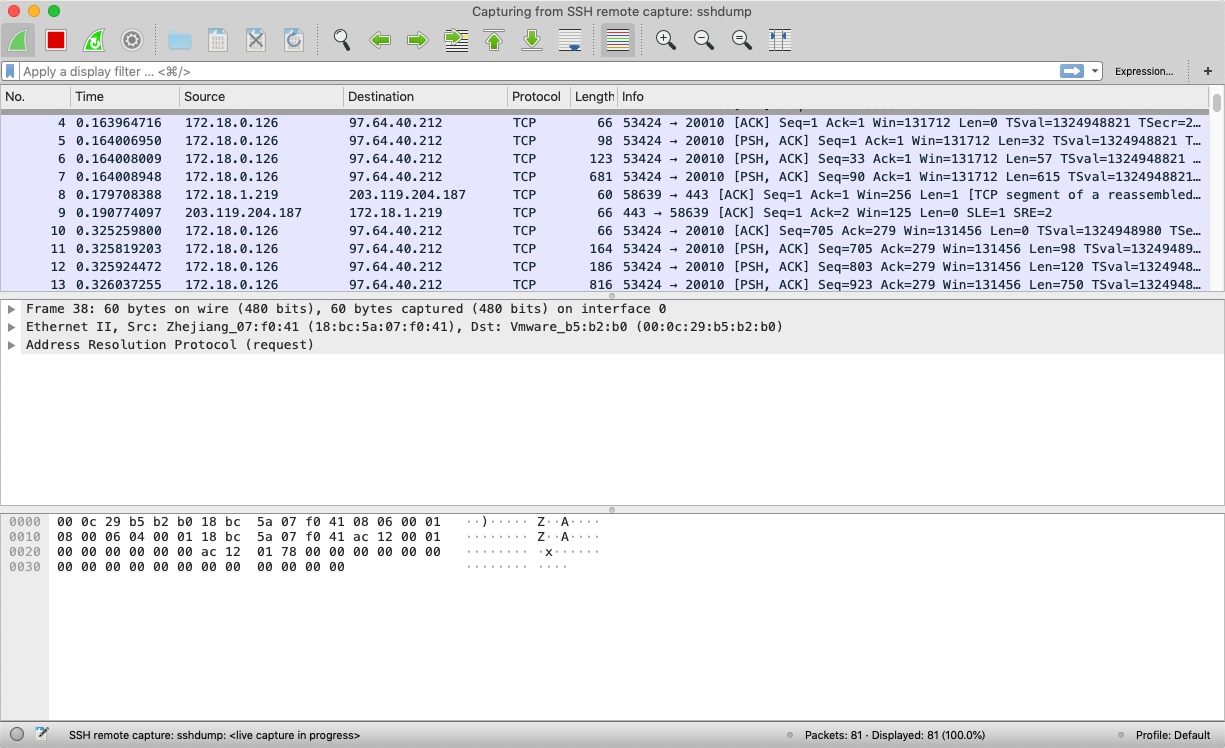 Capturing from SSH remote capture: sshdump
Apply a display filter ... <⌘/>
Expression...
+
No. Time Source Destination Protocol Length Info
4 0.163964716 172.18.0.126 97.64.40.212 TCP 66 53424 → 20010 [ACK] Seq=1 Ack=1 Win=131712 Len=0 TSval=1324948821 TSecr=2…
5 0.164006950 172.18.0.126 97.64.40.212 TCP 98 53424 → 20010 [PSH, ACK] Seq=1 Ack=1 Win=131712 Len=32 TSval=1324948821 T…
6 0.164008009 172.18.0.126 97.64.40.212 TCP 123 53424 → 20010 [PSH, ACK] Seq=33 Ack=1 Win=131712 Len=57 TSval=1324948821 …
7 0.164008948 172.18.0.126 97.64.40.212 TCP 681 53424 → 20010 [PSH, ACK] Seq=90 Ack=1 Win=131712 Len=615 TSval=132494882…
8 0.179708388 172.18.1.219 203.119.204.187 TCP 60 58639 → 443 [ACK] Seq=1 Ack=1 Win=256 Len=1 [TCP segment of a reassembled…
9 0.190774097 203.119.204.187 172.18.1.219 TCP 66 443 → 58639 [ACK] Seq=1 Ack=2 Win=125 Len=0 SLE=1 SRE=2
10 0.325259800 172.18.0.126 97.64.40.212 TCP 66 53424 → 20010 [ACK] Seq=705 Ack=279 Win=131456 Len=0 TSval=1324948980 TSe…
11 0.325819203 172.18.0.126 97.64.40.212 TCP 164 53424 → 20010 [PSH, ACK] Seq=705 Ack=279 Win=131456 Len=98 TSval=13249489…
12 0.325924472 172.18.0.126 97.64.40.212 TCP 186 53424 → 20010 [PSH, ACK] Seq=803 Ack=279 Win=131456 Len=120 TSval=1324948…
13 0.326037255 172.18.0.126 97.64.40.212 TCP 816 53424 → 20010 [PSH, ACK] Seq=923 Ack=279 Win=131456 Len=750 TSval=1324948…
Frame 38: 60 bytes on wire (480 bits), 60 bytes captured (480 bits) on interface 0
Ethernet II, Src: Zhejiang_07:f0:41 (18:bc:5a:07:f0:41), Dst: Vmware_b5:b2:b0 (00:0c:29:b5:b2:b0)
Address Resolution Protocol (request)
0000 00 0c 29 b5 b2 b0 18 bc 5a 07 f0 41 08 06 00 01 ··)····· Z··A····
0010 08 00 06 04 00 01 18 bc 5a 07 f0 41 ac 12 00 01 ········ Z··A····
0020 00 00 00 00 00 00 ac 12 01 78 00 00 00 00 00 00 ········ ·x······
0030 00 00 00 00 00 00 00 00 00 00 00 00 ········ ····
SSH remote capture: sshdump: <live capture in progress>
Packets: 81 · Displayed: 81 (100.0%)
Profile: Default